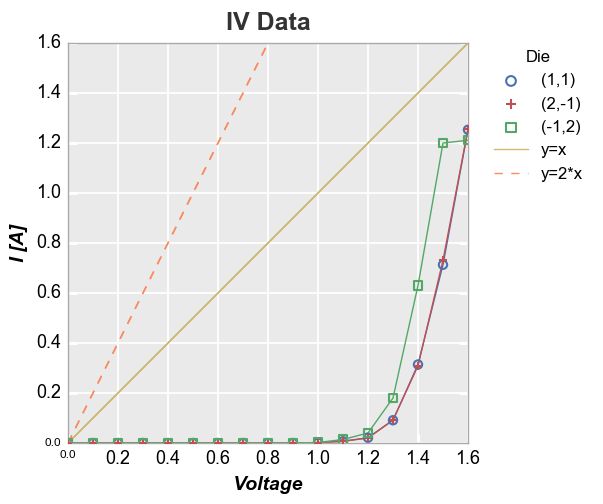 IV Data
1.6
1.4
1.2
1.0
0.8
0.6
0.4
0.2
0.0
0.0 0.2 0.4 0.6 0.8 1.0 1.2 1.4 1.6
I [A]
Voltage
Die
(1,1)
(2,-1)
(-1,2)
y=x
y=2*x